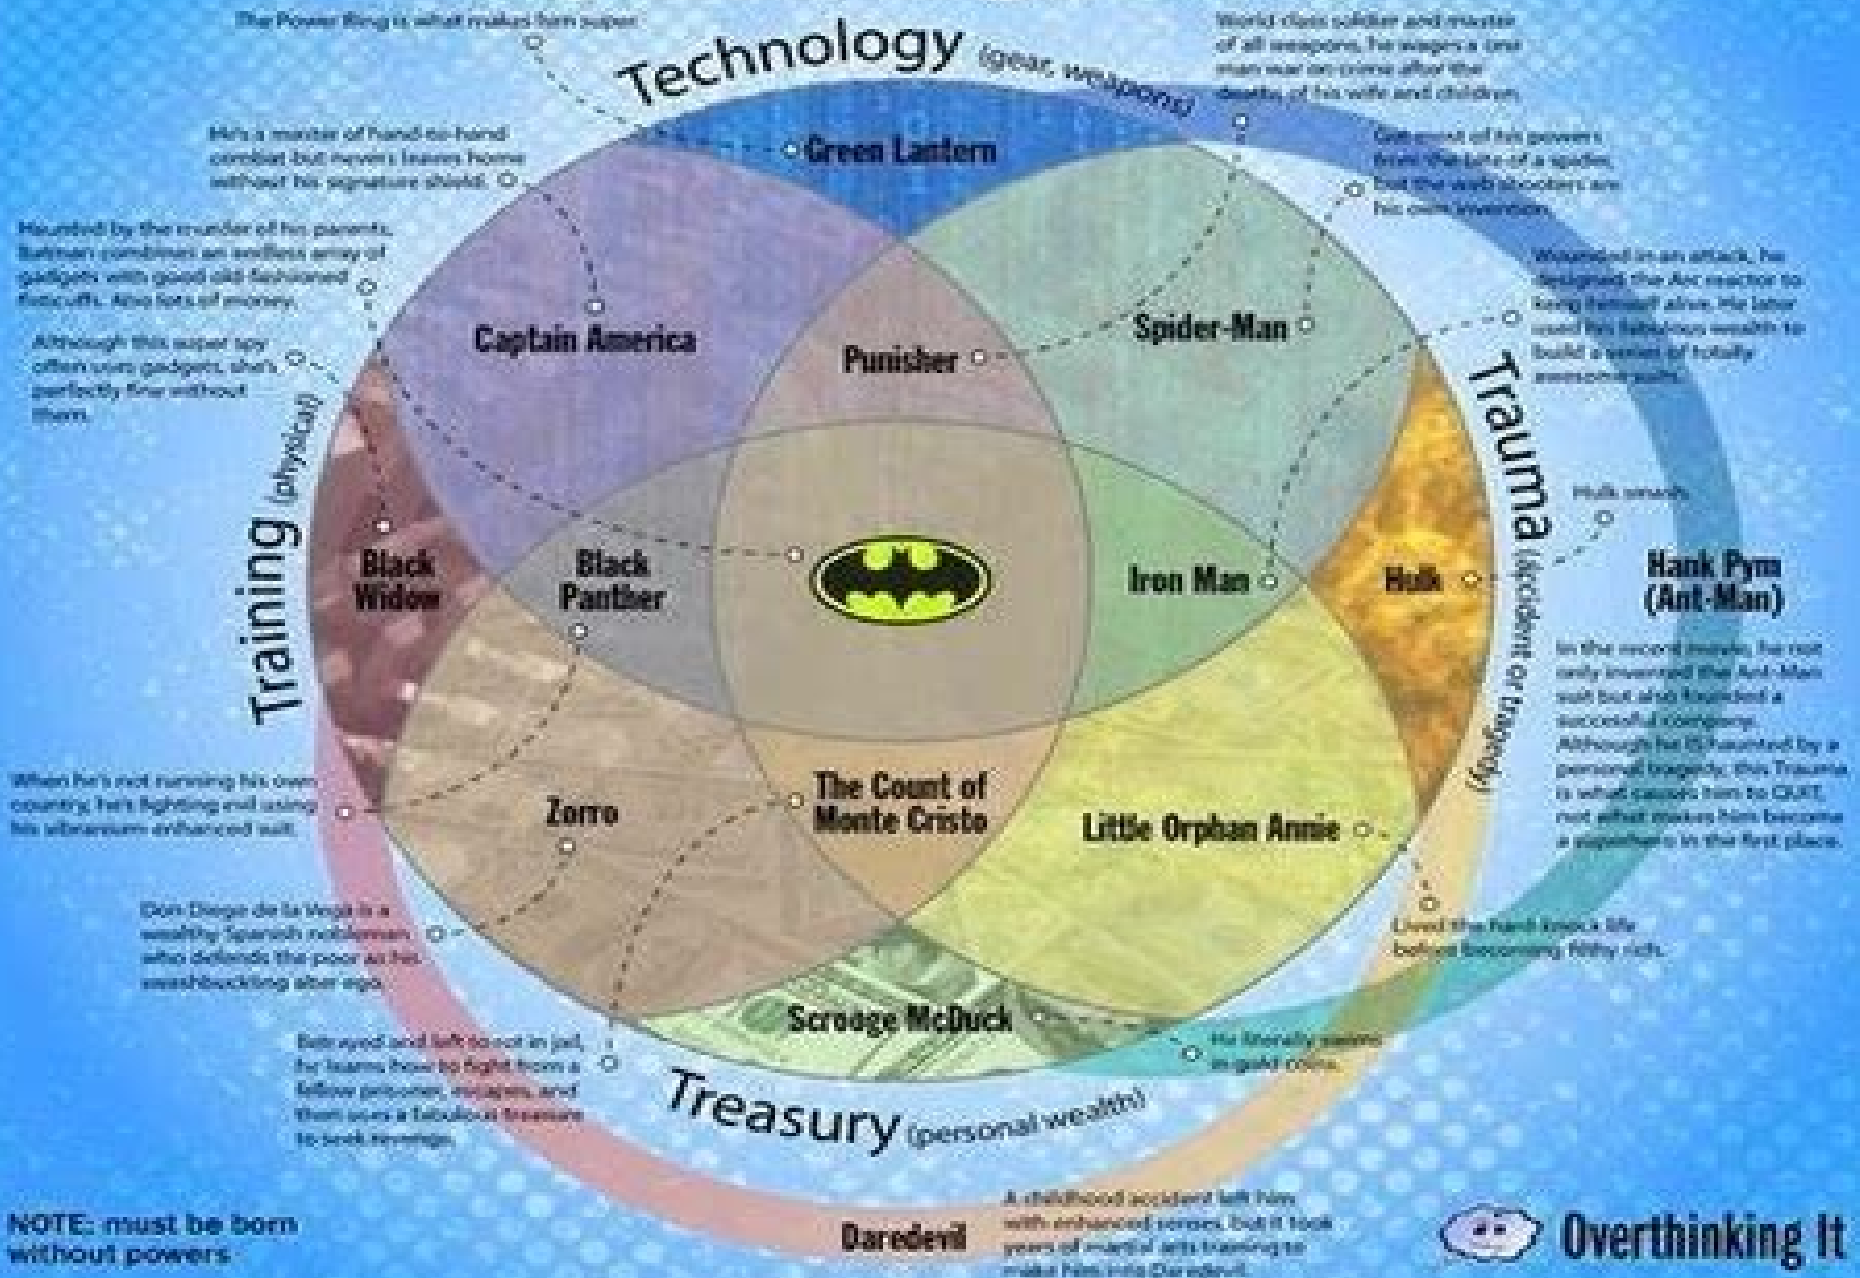 The Power Ring is what makes him super.
Technology (gear, weapons)
World class soldier and master
of all weapons, he wages a one
man war on crime after the
deaths of his wife and children.
He's a master of hand-to-hand
combat but nevers leaves home
without his signature shield.
Green Lantern
Got most of his powers
from the bite of a spider,
but the web shooters are
his own invention.
Haunted by the murder of his parents,
Batman combines an endless array of
gadgets with good old fashioned
fisticuffs. Also lots of money.
Wounded in an attack, he
designed the Arc reactor to
keep himself alive. He later
used his fabulous wealth to
build a series of totally
awesome suits.
Captain America
Punisher
Spider-Man
Although this super spy
often uses gadgets, she's
perfectly fine without
them.
Training (physical)
Trauma (accident or tragedy)
Hulk smash.
Black
Widow
Black
Panther
Iron Man
Hulk
Hank Pym
(Ant-Man)
In the recent movie, he not
only invented the Ant-Man
suit but also founded a
successful company.
Although he IS haunted by a
personal tragedy, this Trauma
is what causes him to QUIT,
not what makes him become
a superhero in the first place.
When he's not running his own
country, he's fighting evil using
his vibranium enhanced suit.
Zorro
The Count of
Monte Cristo
Little Orphan Annie
Don Diego de la Vega is a
wealthy Spanish nobleman
who defends the poor as his
swashbuckling alter ego.
Lived the hard knock life
before becoming filthy rich.
Scrooge McDuck
He literally swims
in gold coins.
Betrayed and left to rot in jail,
he learns how to fight from a
fellow prisoner, escapes, and
then uses a fabulous treasure
to seek revenge.
Treasury (personal wealth)
Daredevil
A childhood accident left him
with enhanced senses, but it took
years of martial arts training to
make him into Daredevil.
NOTE: must be born
without powers
Overthinking It